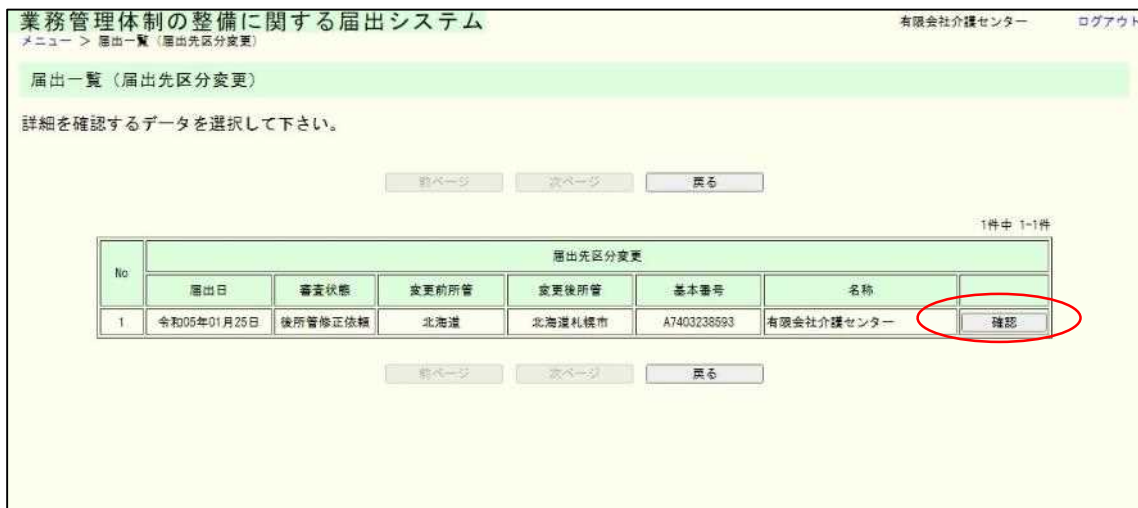 業務管理体制の整備に関する届出システム
有限会社介護センター ログアウト
メニュー > 届出一覧（届出先区分変更）
届出一覧（届出先区分変更）
詳細を確認するデータを選択して下さい。
前ページ 次ページ 戻る
1件中 1-1件
No 届出先区分変更
届出日 審査状態 変更前所管 変更後所管 基本番号 名称
1 令和05年01月25日 後所管修正依頼 北海道 北海道札幌市 A7403238593 有限会社介護センター 確認
前ページ 次ページ 戻る